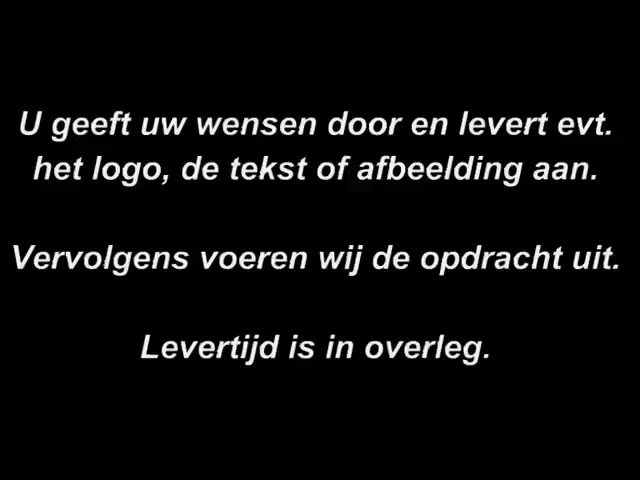 U geeft uw wensen door en levert evt.
het logo, de tekst of afbeelding aan.
Vervolgens voeren wij de opdracht uit.
Levertijd is in overleg.